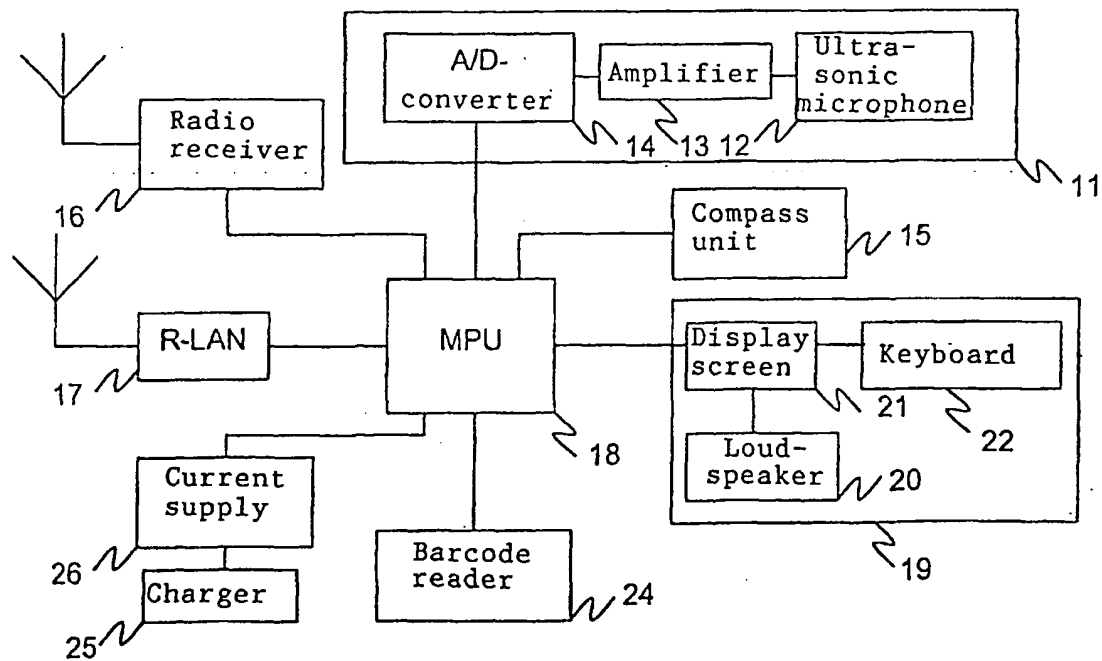 A/D-
converter
Amplifier
Ultra-
sonic
microphone
14
13
12
11
Radio
receiver
16
Compass
unit
15
R-LAN
17
MPU
18
Display
screen
21
Keyboard
22
Loud-
speaker
20
19
Current
supply
26
Charger
25
Barcode
reader
24